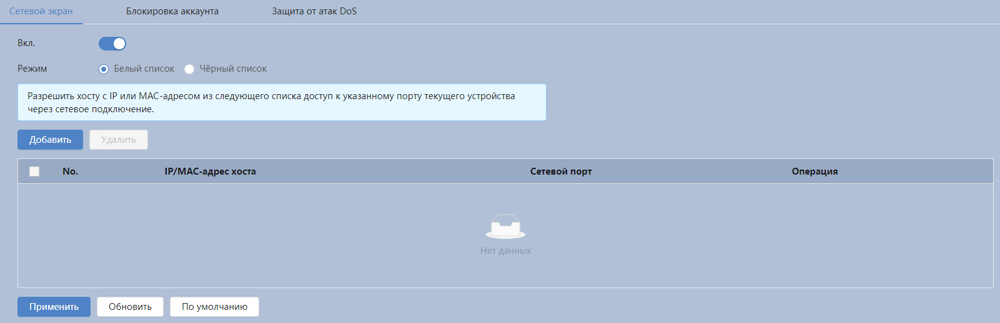 Сетевой экран Блокировка аккаунта Защита от атак DoS
Вкл.
Режим Белый список Чёрный список
Разрешить хосту с IP или MAC-адресом из следующего списка доступ к указанному порту текущего устройства
через сетевое подключение.
Добавить Удалить
No. IP/MAC-адрес хоста Сетевой порт Операция
Нет данных
Применить Обновить По умолчанию